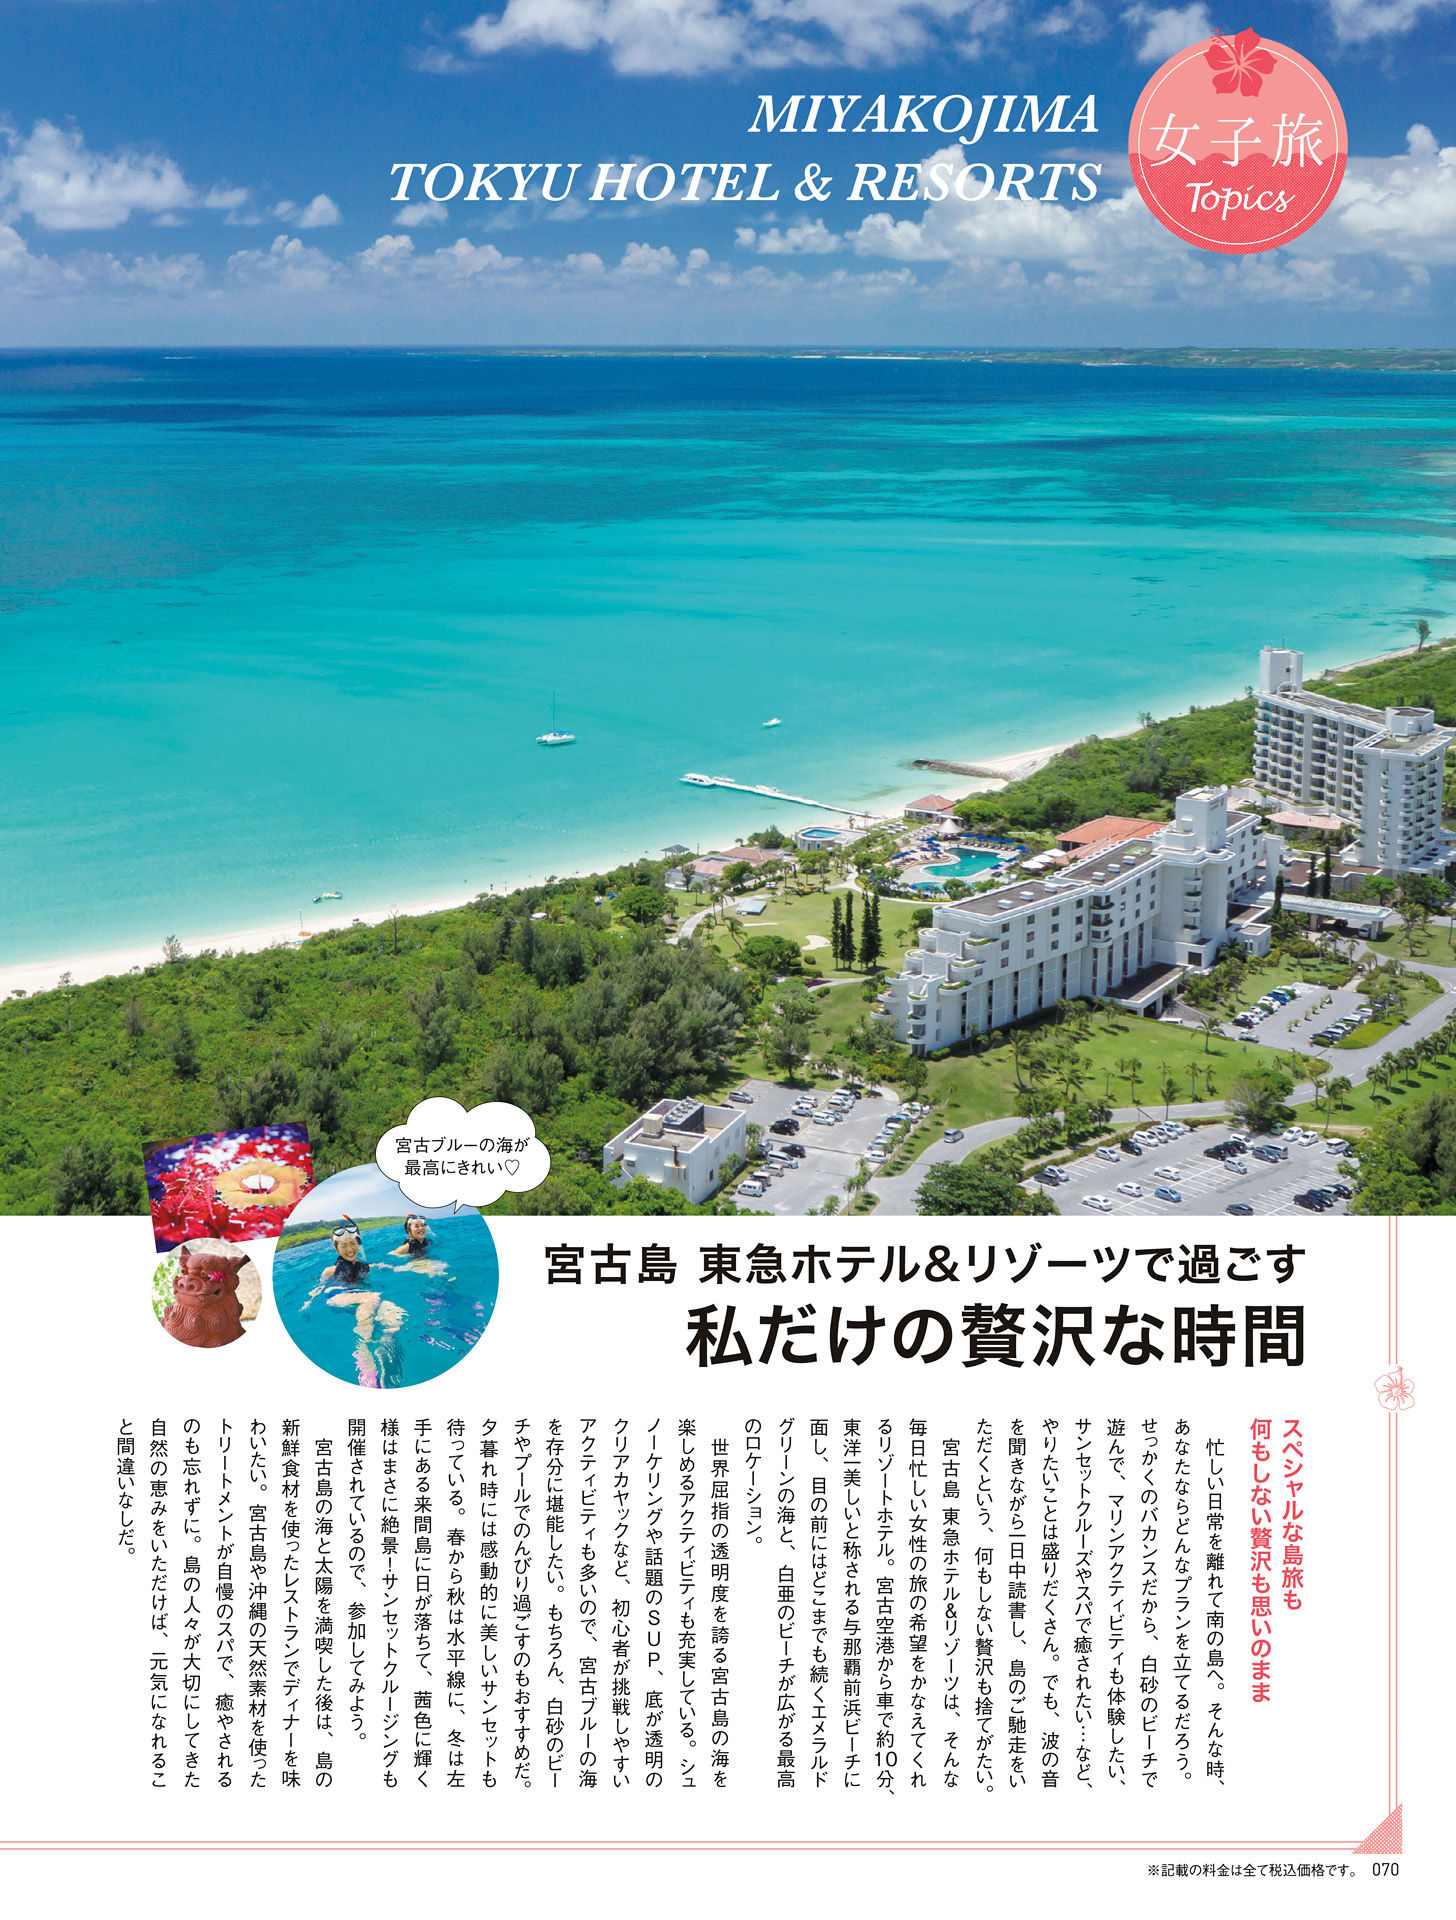 MIYAKOJIMA
TOKYU HOTEL & RESORTS
女子旅
Topics
宮古ブルーの海が
最高にきれい♡
宮古島 東急ホテル&リゾーツで過ごす
私だけの贅沢な時間
スペシャルな島旅も
何もしない贅沢も思いのまま
忙しい日常を離れて南の島へ。そんな時、
あなたならどんなプランを立てるだろう。
せっかくのバカンスだから、白砂のビーチで
遊んで、マリンアクティビティも体験したい、
サンセットクルーズやスパで癒されたい…など、
やりたいことは盛りだくさん。でも、波の音
を聞きながら一日中読書し、島のご馳走をい
ただくという、何もしない贅沢も捨てがたい。
宮古島 東急ホテル&リゾーツは、そんな
毎日忙しい女性の旅の希望をかなえてくれ
るリゾートホテル。宮古空港から車で約10分、
東洋一美しいと称される与那覇前浜ビーチに
面し、目の前にはどこまでも続くエメラルド
グリーンの海と、白亜のビーチが広がる最高
のロケーション。
世界屈指の透明度を誇る宮古島の海を
楽しめるアクティビティも充実している。シュ
ノーケリングや話題のSUP、底が透明の
クリアカヤックなど、初心者が挑戦しやすい
アクティビティも多いので、宮古ブルーの海
を存分に堪能したい。もちろん、白砂のビー
チやプールでのんびり過ごすのもおすすめだ。
夕暮れ時には感動的に美しいサンセットも
待っている。春から秋は水平線に、冬は左
手にある来間島に日が落ちて、茜色に輝く
様はまさに絶景!サンセットクルージングも
開催されているので、参加してみよう。
宮古島の海と太陽を満喫した後は、島の
新鮮食材を使ったレストランでディナーを味
わいたい。宮古島や沖縄の天然素材を使った
トリートメントが自慢のスパで、癒やされる
のも忘れずに。島の人々が大切にしてきた
自然の恵みをいただけば、元気になれるこ
と間違いなしだ。
※記載の料金は全て税込価格です。 070